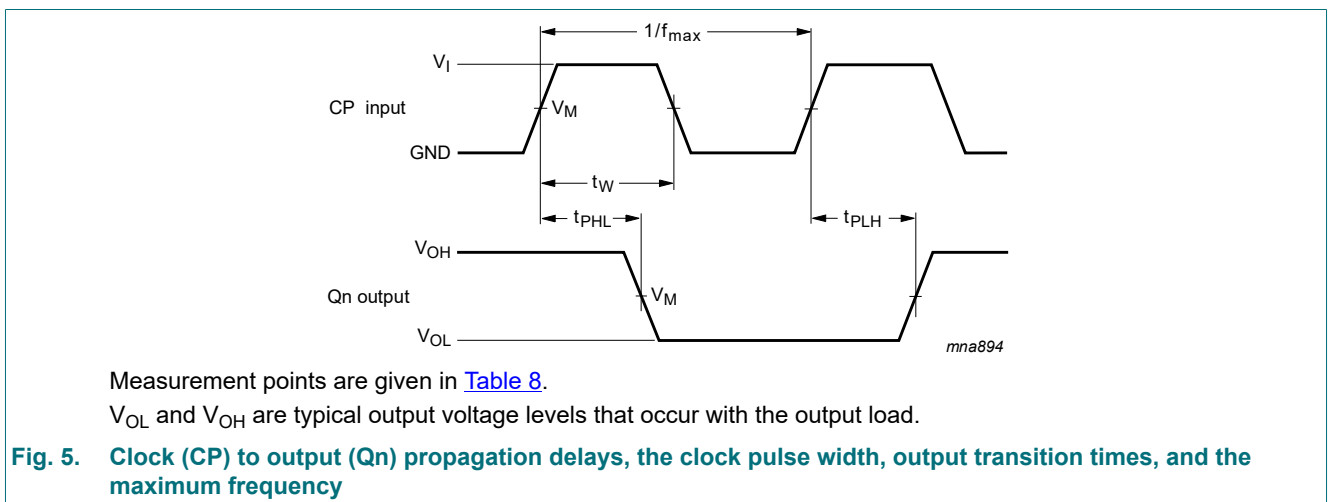 1/fmax
VI
CP input
VM
GND
tW
tPHL
tPLH
VOH
Qn output
VM
VOL
mna894
Measurement points are given in Table 8.
VOL and VOH are typical output voltage levels that occur with the output load.
Fig. 5. Clock (CP) to output (Qn) propagation delays, the clock pulse width, output transition times, and the
maximum frequency